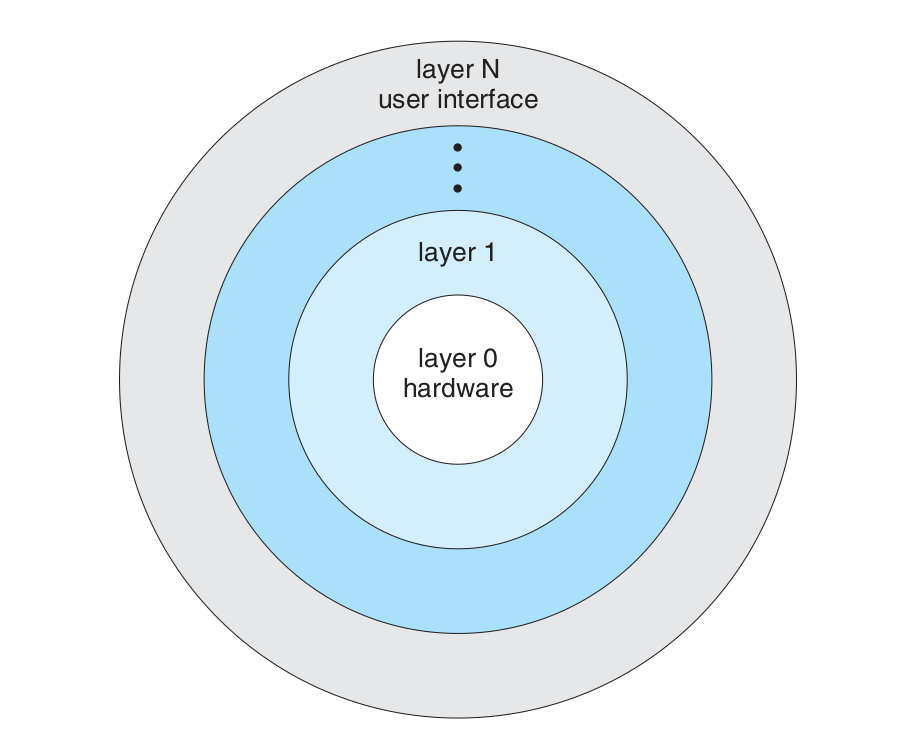 layer N
user interface
layer 1
layer 0
hardware